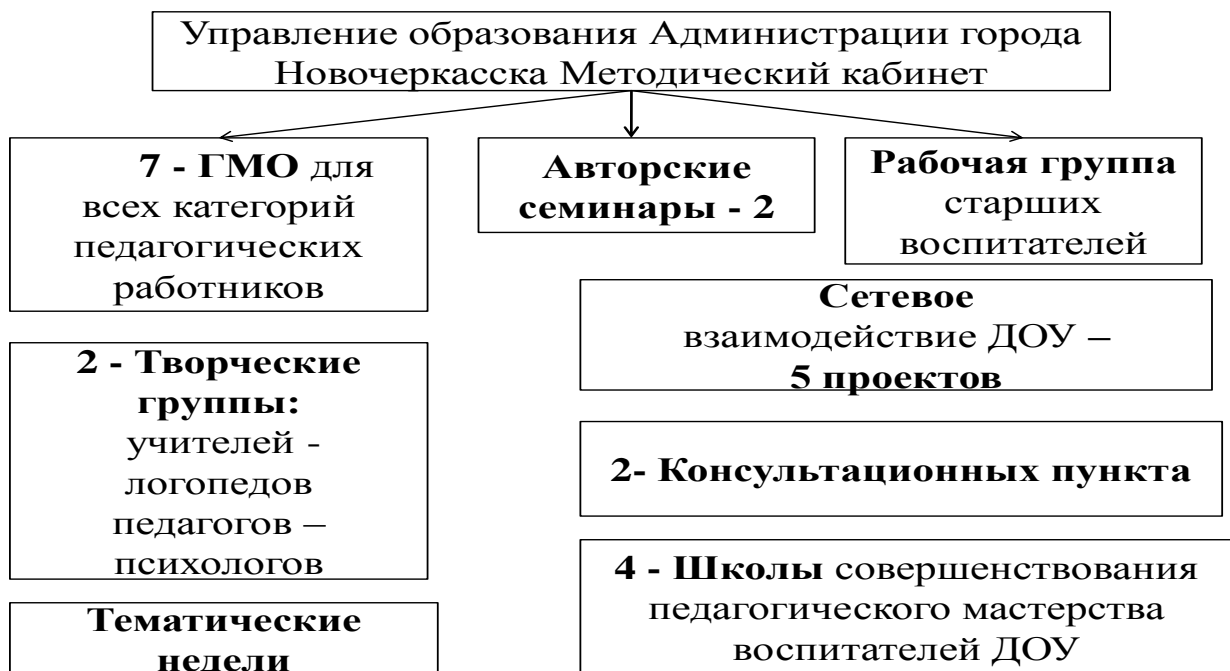 Управление образования Администрации города
Новочеркасска Методический кабинет
7 - ГМО для
всех категорий
педагогических
работников
Авторские
семинары - 2
Рабочая группа
старших
воспитателей
Сетевое
взаимодействие ДОУ –
5 проектов
2 - Творческие
группы:
учителей -
логопедов
педагогов –
психологов
2- Консультационных пункта
4 - Школы совершенствования
педагогического мастерства
воспитателей ДОУ
Тематические
недели